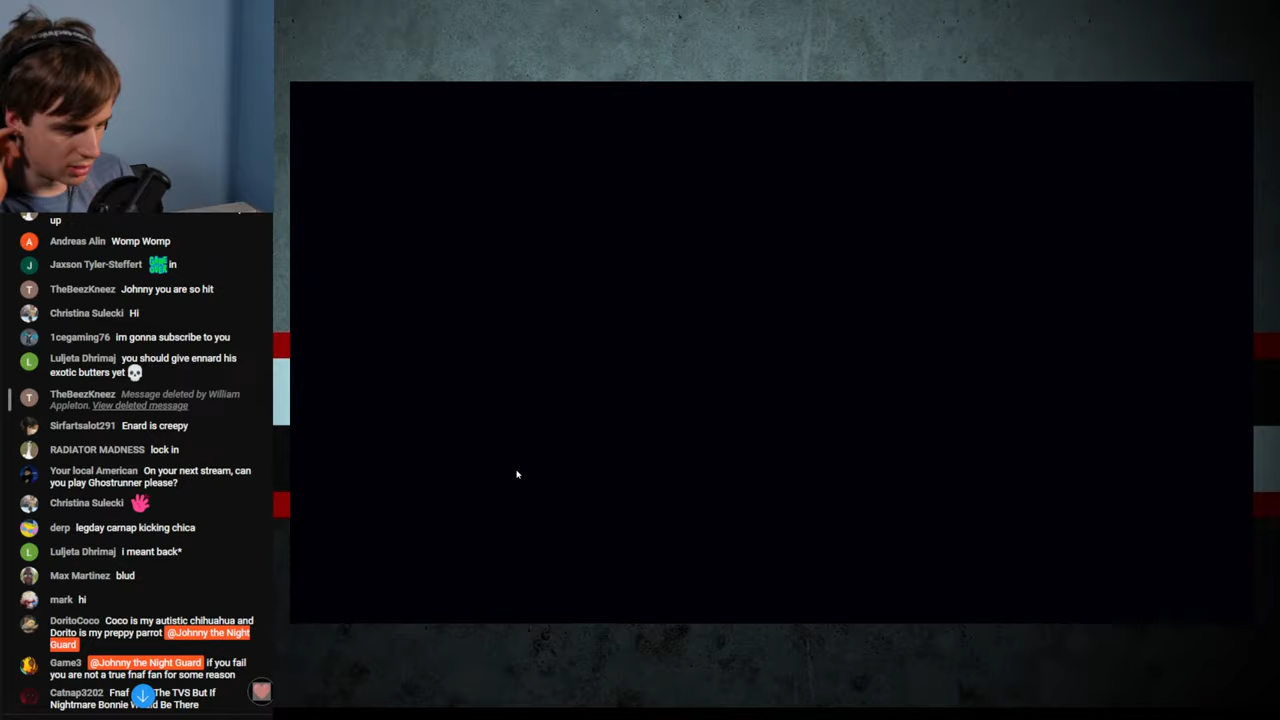 up
Andreas Alin Womp Womp
Jaxson Tyler-Steffert GAME OVER in
TheBeezKneez Johnny you are so hit
Christina Sulecki Hi
1cegaming76 im gonna subscribe to you
Luljeta Dhrimaj you should give ennard his
exotic butters yet
TheBeezKneez Message deleted by William
Appleton. View deleted message
Sirfartsalot291 Enard is creepy
RADIATOR MADNESS lock in
Your local American On your next stream, can
you play Ghostrunner please?
Christina Sulecki
derp legday carnap kicking chica
Luljeta Dhrimaj i meant back*
Max Martinez blud
mark hi
DoritoCoco Coco is my autistic chihuahua and
Dorito is my preppy parrot @Johnny the Night
Guard
Game3 @Johnny the Night Guard if you fail
you are not a true fnaf fan for some reason
Catnap3202 Fnaf The TVS But If
Nightmare Bonnie Be There